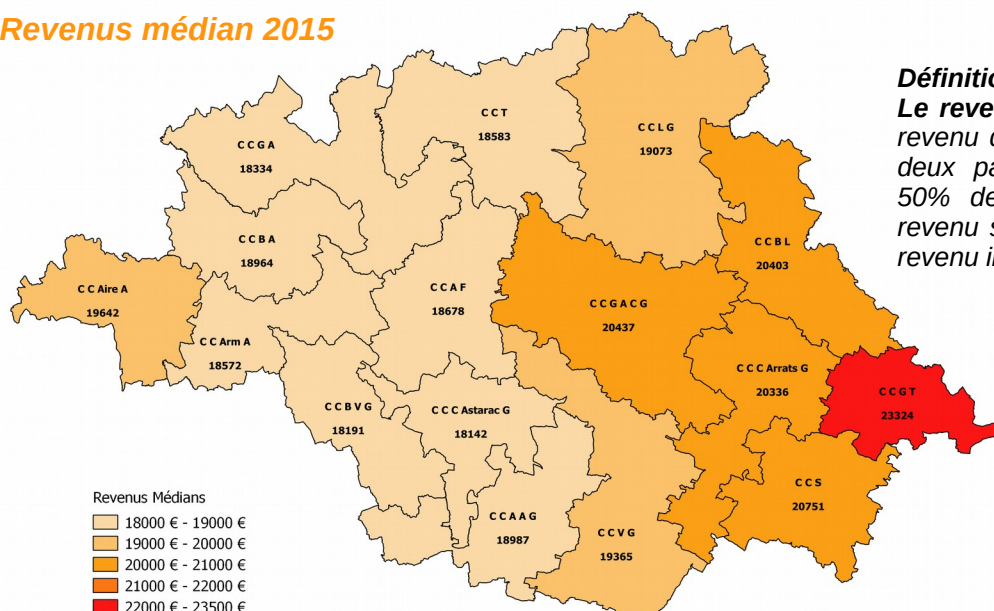 Revenus médian 2015
Définitio
Le reve
revenu d
deux pa
50% de
revenu s
revenu i
C C T
18583
C C L G
19073
C C G A
18334
C C B A
18964
C C B L
20403
C C Aire A
19642
C C A F
18678
C C G A C G
20437
C C Arm A
18572
C C C Arrats G
20336
C C G T
23324
C C B V G
18191
C C C Astarac G
18142
C C S
20751
C C A A G
18987
C C V G
19365
Revenus Médians
18000 € - 19000 €
19000 € - 20000 €
20000 € - 21000 €
21000 € - 22000 €
22000 € - 23500 €